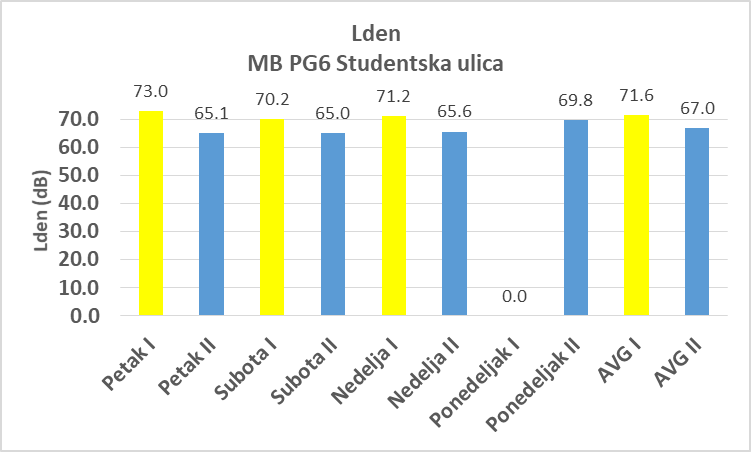 Lden
MB PG6 Studentska ulica
73.0
65.1
70.2
65.0
71.2
65.6
0.0
69.8
71.6
67.0
Lden (dB)
70.0
60.0
50.0
40.0
30.0
20.0
10.0
0.0
Petak I
Petak II
Subota I
Subota II
Nedelja I
Nedelja II
Ponedeljak I
Ponedeljak II
AVG I
AVG II